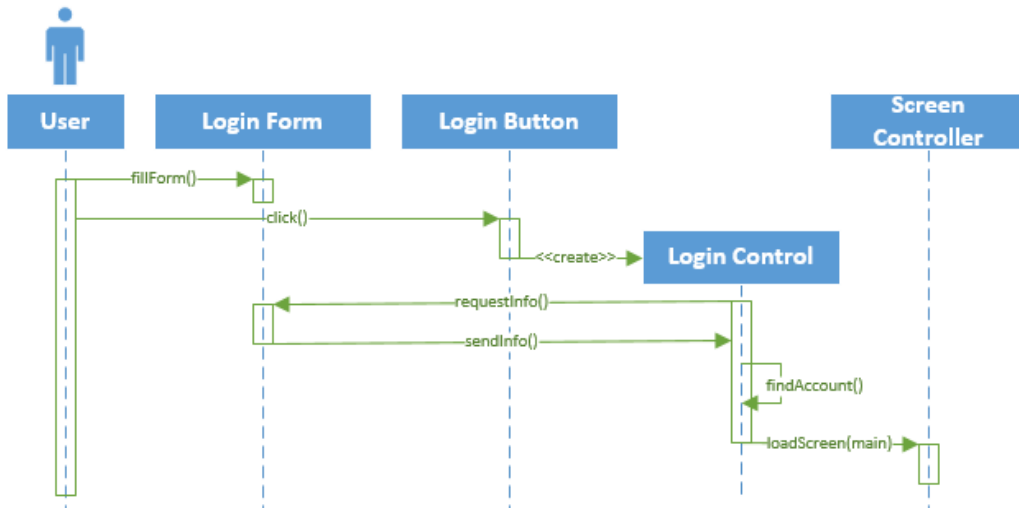 User
Login Form
Login Button
Screen
Controller
fillForm()
click()
<<create>>
Login Control
requestInfo()
sendInfo()
findAccount()
loadScreen(main)